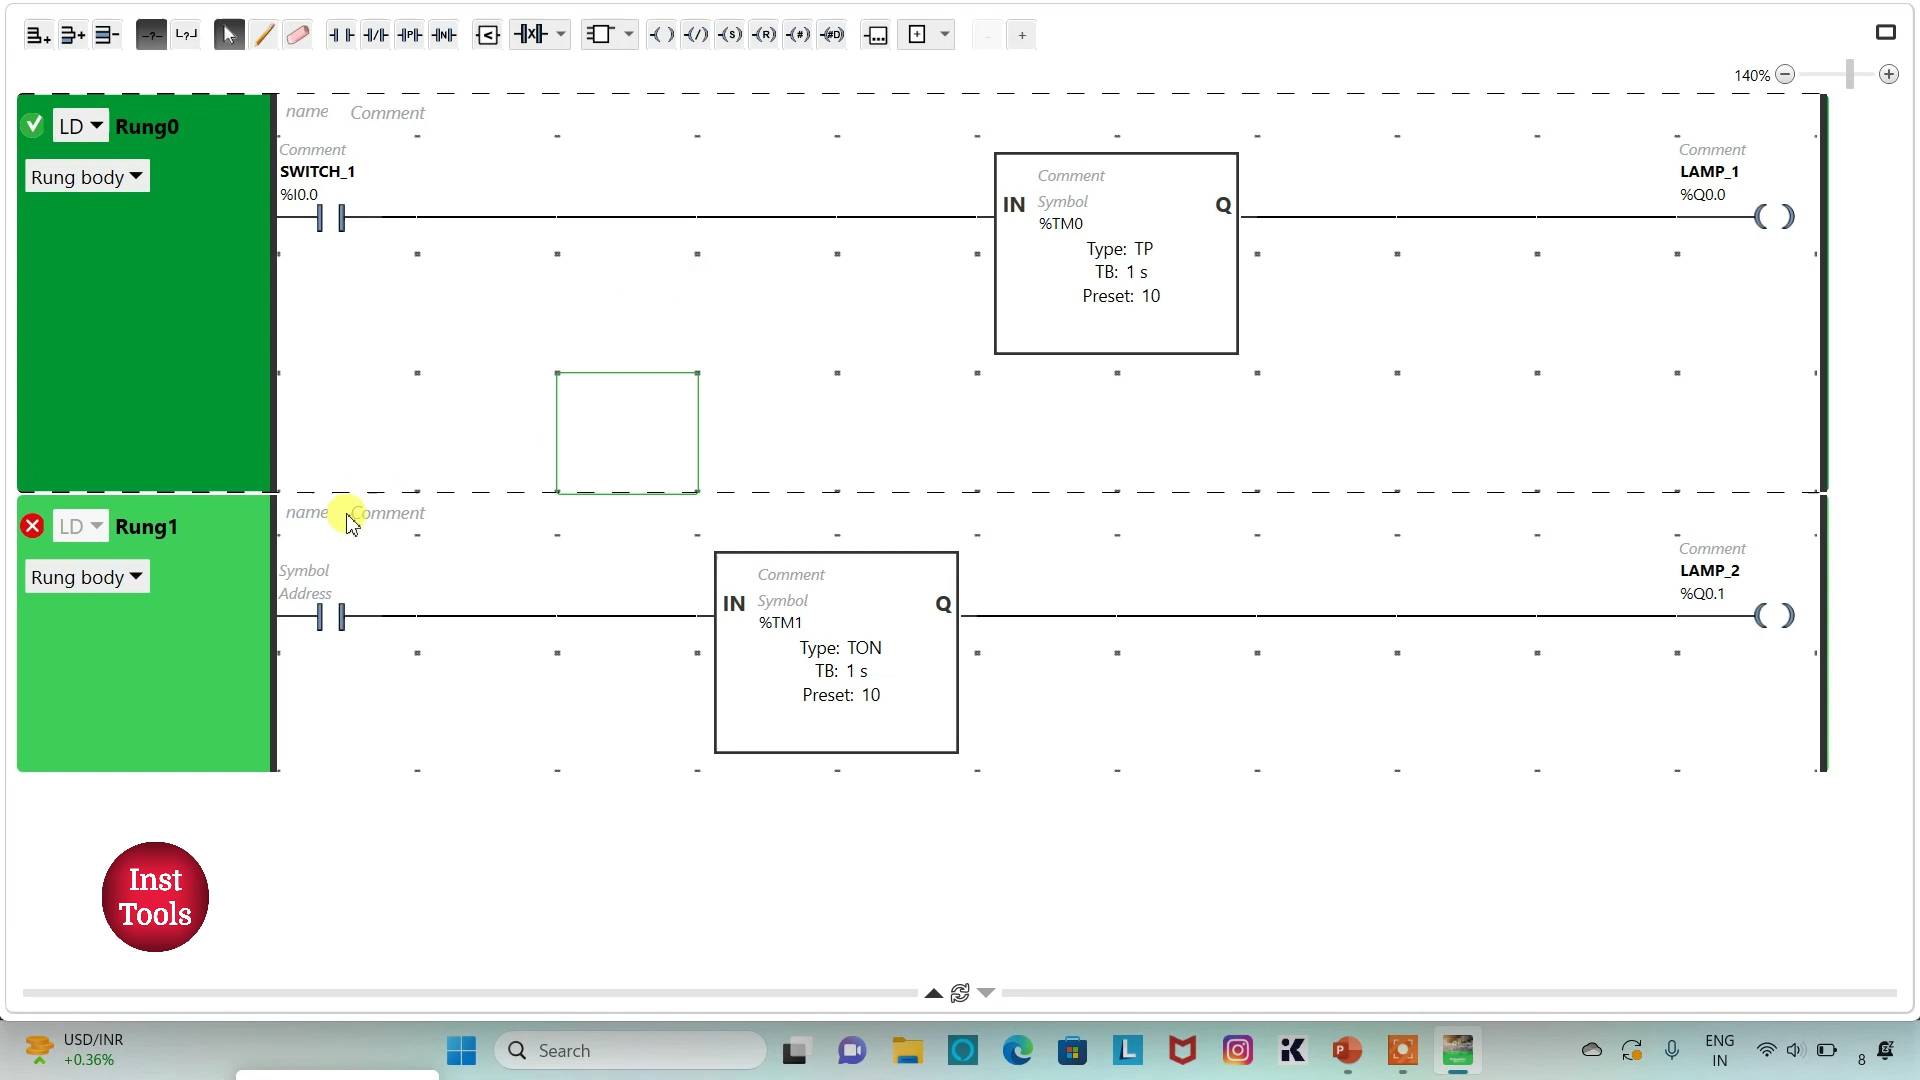 140%
LD Rung0
name Comment
Rung body
Comment
SWITCH_1
%I0.0
Comment
IN Symbol Q
%TM0
Type: TP
TB: 1 s
Preset: 10
Comment
LAMP_1
%Q0.0
LD Rung1
name Comment
Rung body
Symbol
Address
Comment
IN Symbol Q
%TM1
Type: TON
TB: 1 s
Preset: 10
Comment
LAMP_2
%Q0.1
Inst
Tools
USD/INR
+0.36%
Search
ENG
IN
8